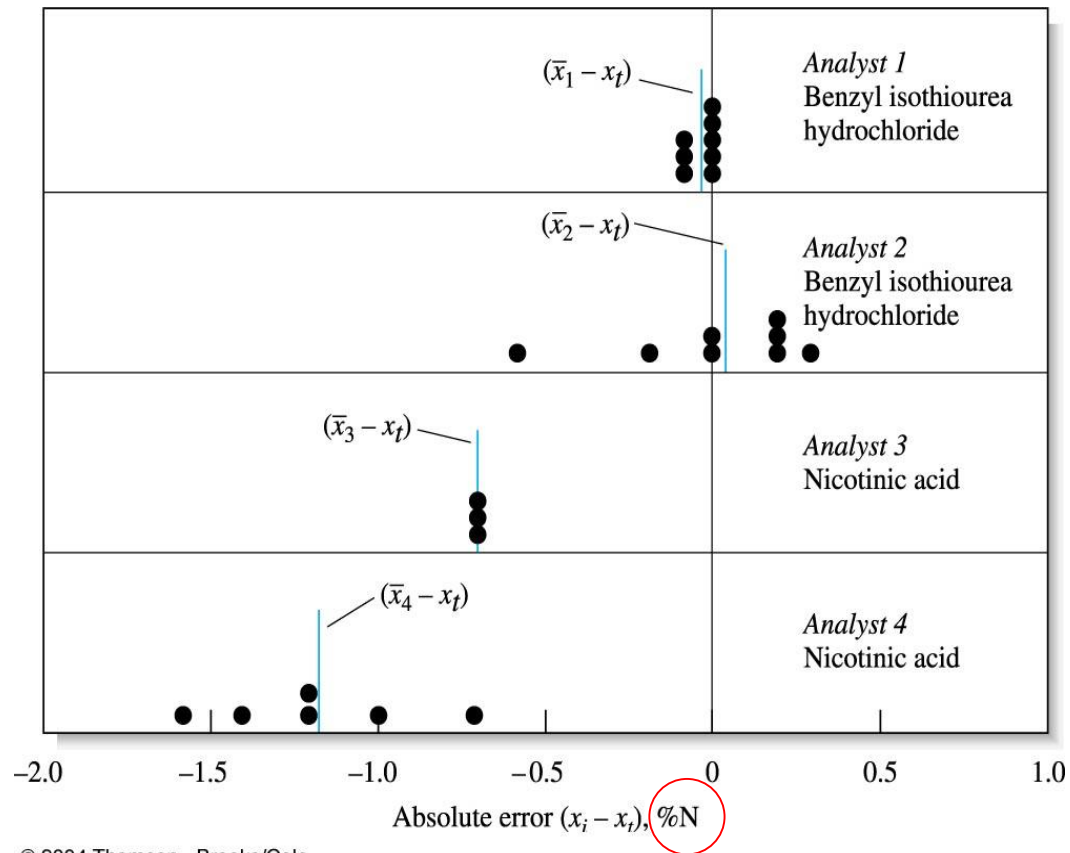 (x̄₁ – xₜ)
Analyst 1
Benzyl isothiourea
hydrochloride
(x̄₂ – xₜ)
Analyst 2
Benzyl isothiourea
hydrochloride
(x̄₃ – xₜ)
Analyst 3
Nicotinic acid
(x̄₄ – xₜ)
Analyst 4
Nicotinic acid
–2.0 –1.5 –1.0 –0.5 0 0.5 1.0
Absolute error (xᵢ – xₜ), %N